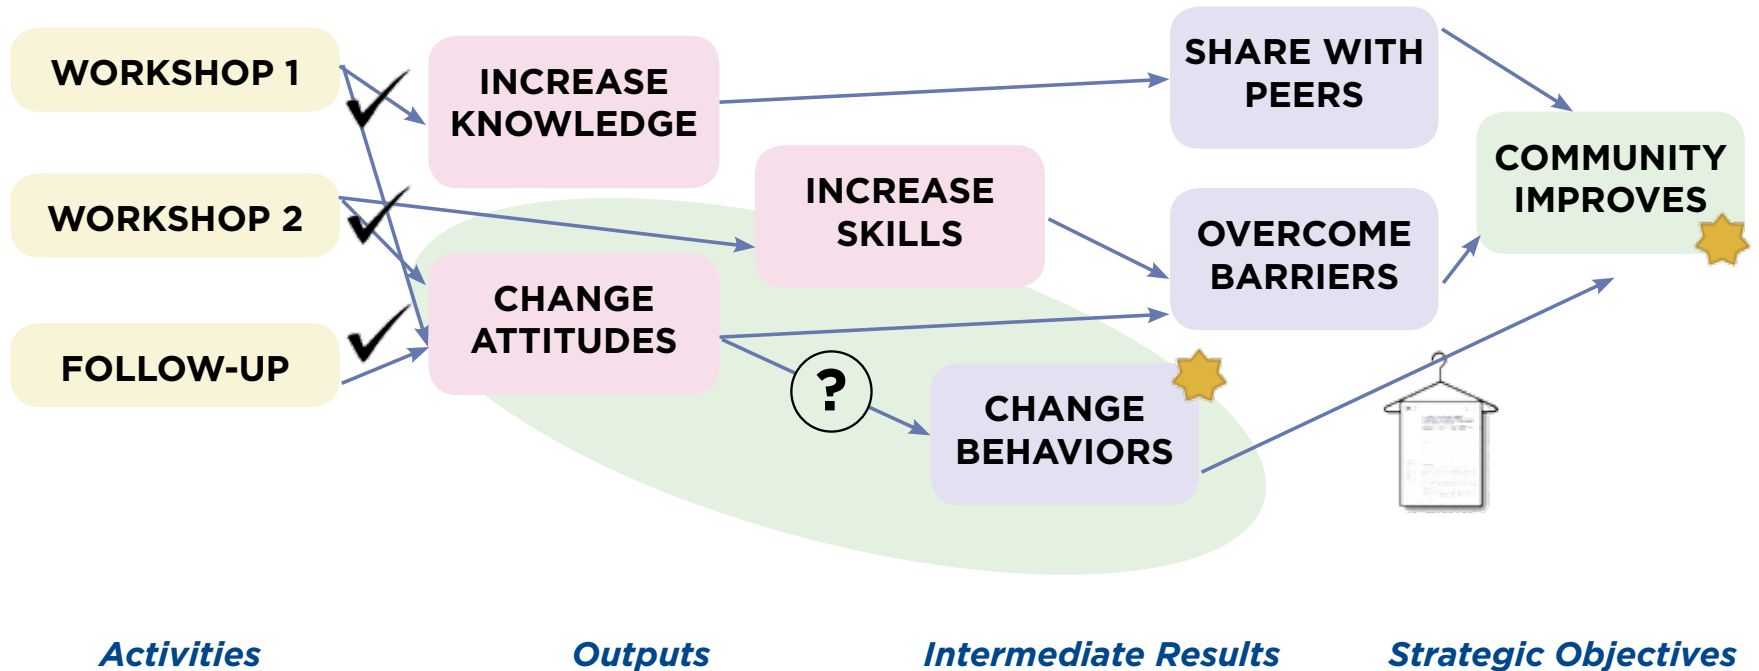 WORKSHOP 1
WORKSHOP 2
FOLLOW-UP
INCREASE
KNOWLEDGE
CHANGE
ATTITUDES
INCREASE
SKILLS
?
CHANGE
BEHAVIORS
SHARE WITH
PEERS
OVERCOME
BARRIERS
COMMUNITY
IMPROVES
Activities
Outputs
Intermediate Results
Strategic Objectives